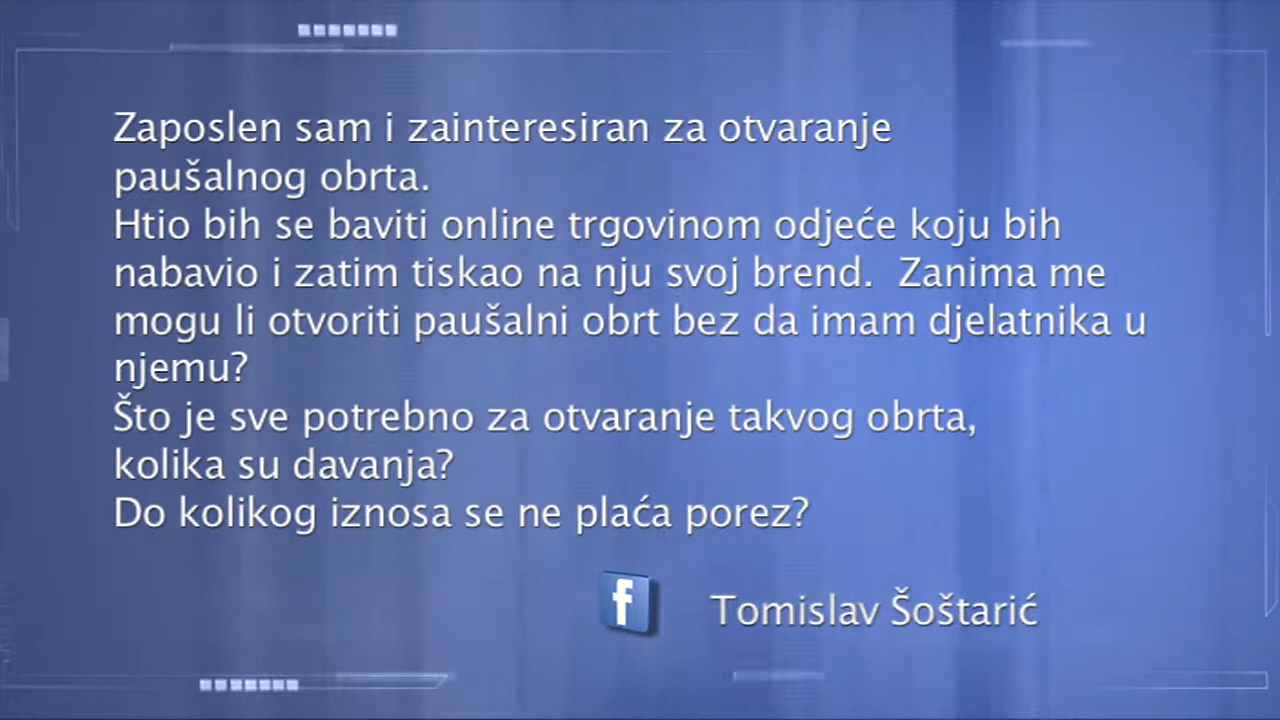 Zaposlen sam i zainteresiran za otvaranje
paušalnog obrta.
Htio bih se baviti online trgovinom odjeće koju bih
nabavio i zatim tiskao na nju svoj brend.  Zanima me
mogu li otvoriti paušalni obrt bez da imam djelatnika u
njemu?
Što je sve potrebno za otvaranje takvog obrta,
kolika su davanja?
Do kolikog iznosa se ne plaća porez?
f Tomislav Šoštarić